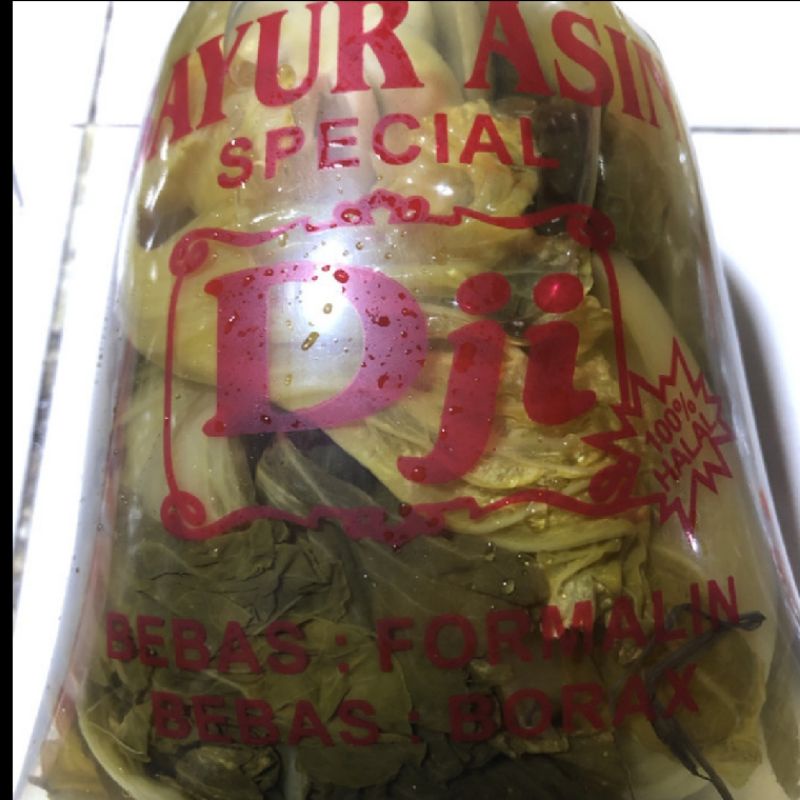 SAYUR ASIN
SPECIAL
Dji
100%
HALAL
BEBAS : FORMALIN
BEBAS : BORAX